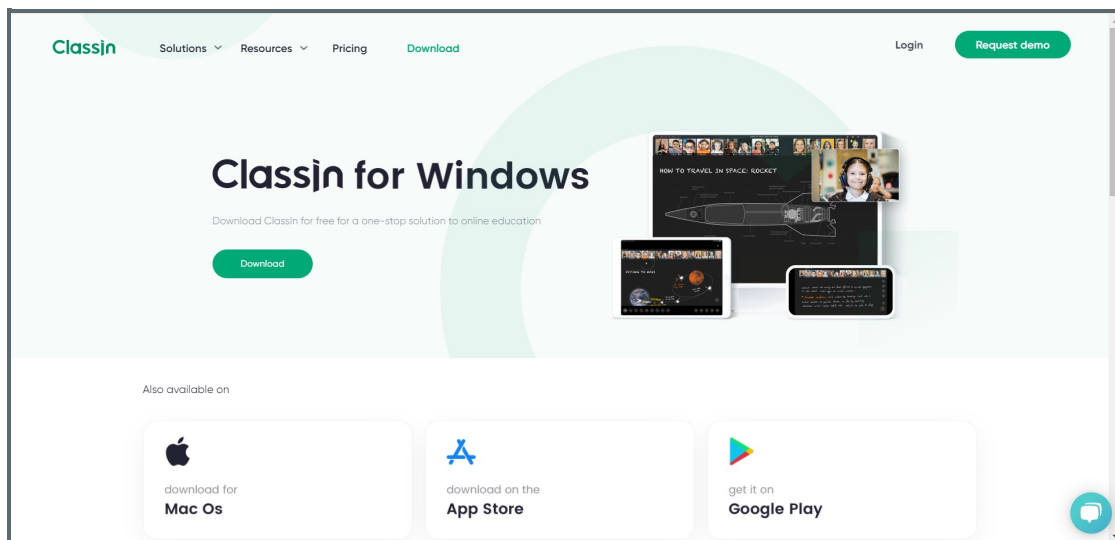 ClassIn
Solutions
Resources
Pricing
Download
Login
Request demo
ClassIn for Windows
Download ClassIn for free for a one-stop solution to online education
Download
HOW TO TRAVEL IN SPACE: ROCKET
Also available on
download for
Mac Os
download on the
App Store
get it on
Google Play